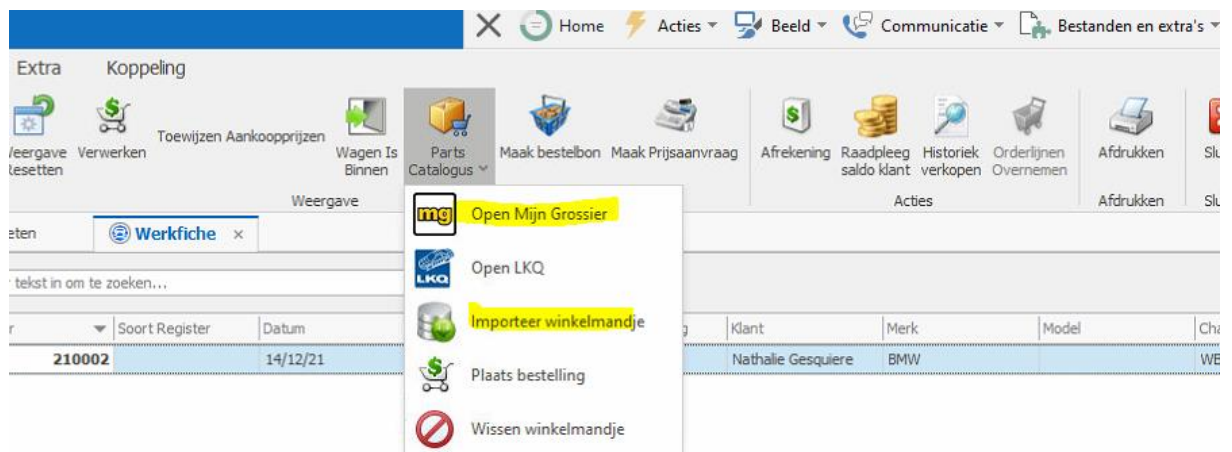 Home Acties Beeld Communicatie Bestanden en extra's
Extra Koppeling
Weergave Resetten
Verwerken
Toewijzen Aankoopprijzen
Wagen Is Binnen
Parts Catalogus
Maak bestelbon
Maak Prijsaanvraag
Afrekening
Raadpleeg saldo klant
Historiek verkopen
Orderlijnen Overnemen
Afdrukken
Weergave
Acties
Afdrukken
Werkfiche ×
tekst in om te zoeken...
Soort Register Datum Klant Merk Model
210002 14/12/21 Nathalie Gesquiere BMW
mg Open Mijn Grossier
LKQ Open LKQ
Importeer winkelmandje
Plaats bestelling
Wissen winkelmandje